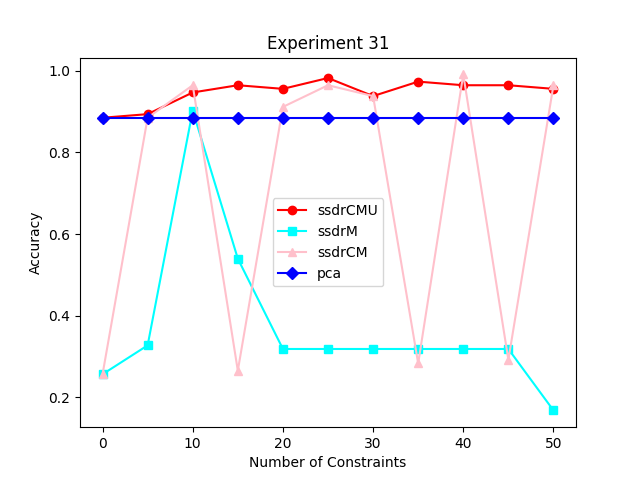 Experiment 31
1.0
0.8
0.6
0.4
0.2
Accuracy
ssdrCMU
ssdrM
ssdrCM
pca
0 10 20 30 40 50
Number of Constraints